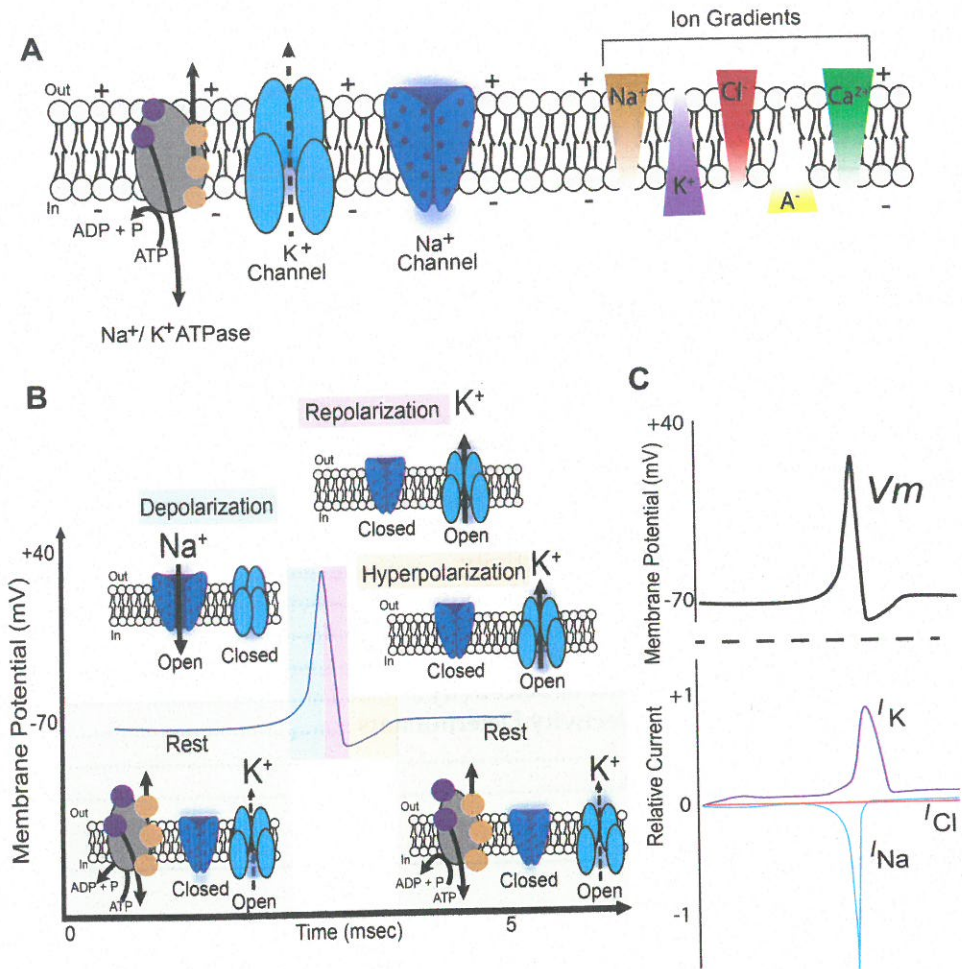 A
Ion Gradients
Out
+ + + + + +
Na⁺
Cl⁻
Ca²⁺
K⁺
A⁻
In
- - - - - -
ADP + P
ATP
K⁺
Channel
Na⁺
Channel
Na⁺/ K⁺ATPase
B
Repolarization K⁺
Out
In
Closed
Open
Depolarization
Na⁺
Out
In
Open
Closed
Hyperpolarization K⁺
Out
In
Closed
Open
Membrane Potential (mV)
+40
-70
Rest
Rest
Out
In
K⁺
ADP + P
ATP
Closed
Open
Out
In
K⁺
ADP + P
ATP
Closed
Open
0
Time (msec)
5
C
Membrane Potential (mV)
+40
Vm
-70
Relative Current
+1
IK
0
ICl
INa
-1